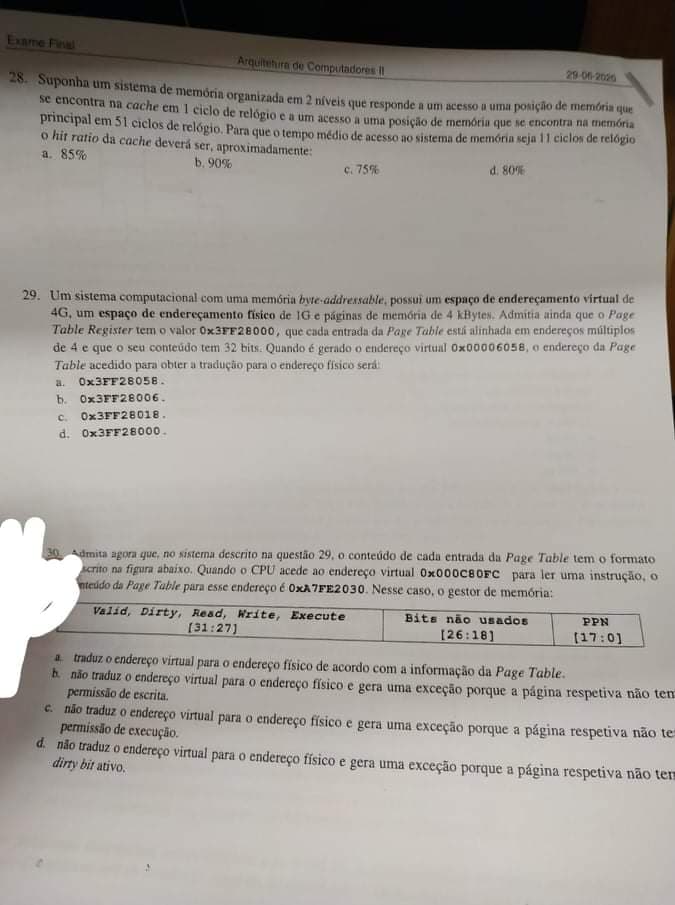 Exame Final
Arquitetura de Computadores II
29-06-2020
28. Suponha um sistema de memória organizada em 2 níveis que responde a um acesso a uma posição de memória que
se encontra na cache em 1 ciclo de relógio e a um acesso a uma posição de memória que se encontra na memória
principal em 51 ciclos de relógio. Para que o tempo médio de acesso ao sistema de memória seja 11 ciclos de relógio
o hit ratio da cache deverá ser, aproximadamente:
a. 85% b. 90% c. 75% d. 80%
29. Um sistema computacional com uma memória byte-addressable, possui um espaço de endereçamento virtual de
4G, um espaço de endereçamento físico de 1G e páginas de memória de 4 kBytes. Admitia ainda que o Page
Table Register tem o valor 0x3FF28000, que cada entrada da Page Table está alinhada em endereços múltiplos
de 4 e que o seu conteúdo tem 32 bits. Quando é gerado o endereço virtual 0x00006058, o endereço da Page
Table acedido para obter a tradução para o endereço físico será:
a. 0x3FF28058.
b. 0x3FF28006.
c. 0x3FF28018.
d. 0x3FF28000.
30. Admita agora que, no sistema descrito na questão 29, o conteúdo de cada entrada da Page Table tem o formato
scrito na figura abaixo. Quando o CPU acede ao endereço virtual 0x000C80FC para ler uma instrução, o
nteúdo da Page Table para esse endereço é 0xA7FE2030. Nesse caso, o gestor de memória:
Valid, Dirty, Read, Write, Execute Bits não usados PPN
[31:27] [26:18] [17:0]
a. traduz o endereço virtual para o endereço físico de acordo com a informação da Page Table.
b. não traduz o endereço virtual para o endereço físico e gera uma exceção porque a página respetiva não tem
permissão de escrita.
c. não traduz o endereço virtual para o endereço físico e gera uma exceção porque a página respetiva não te
permissão de execução.
d. não traduz o endereço virtual para o endereço físico e gera uma exceção porque a página respetiva não tem
dirty bit ativo.